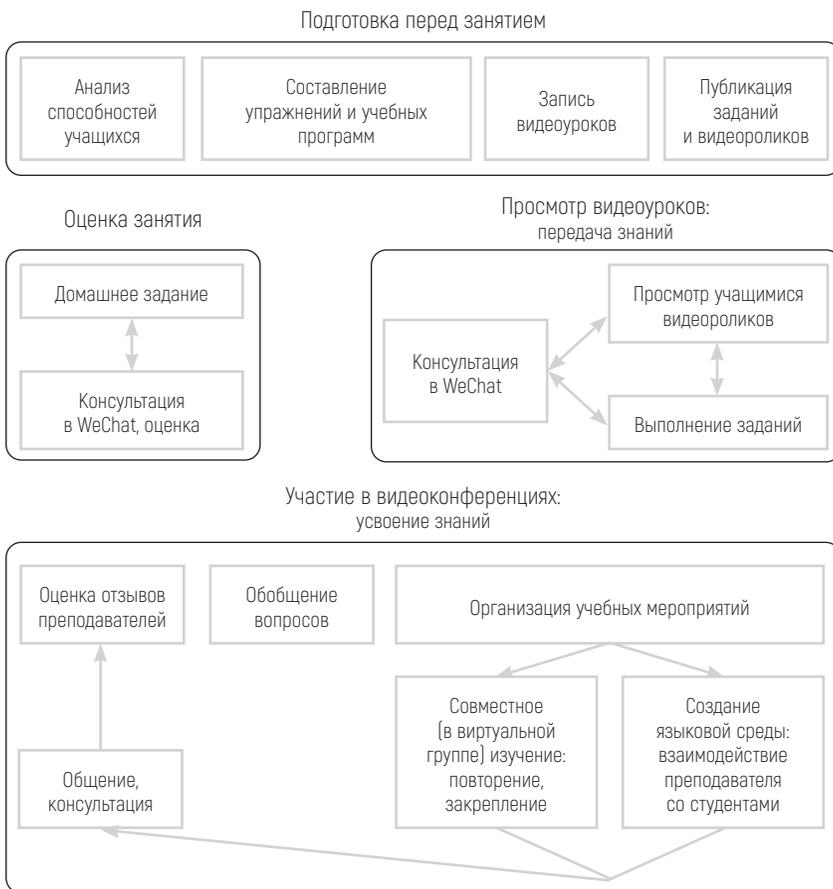 Подготовка перед занятием
Анализ
способностей
учащихся
Составление
упражнений и учебных
программ
Запись
видеоуроков
Публикация
заданий
и видеороликов
Оценка занятия
Домашнее задание
Консультация
в WeChat, оценка
Просмотр видеоуроков:
передача знаний
Консультация
в WeChat
Просмотр учащимися
видеороликов
Выполнение заданий
Участие в видеоконференциях:
усвоение знаний
Оценка отзывов
преподавателей
Обобщение
вопросов
Организация учебных мероприятий
Совместное
(в виртуальной
группе) изучение:
повторение,
закрепление
Создание
языковой среды:
взаимодействие
преподавателя
со студентами
Общение,
консультация